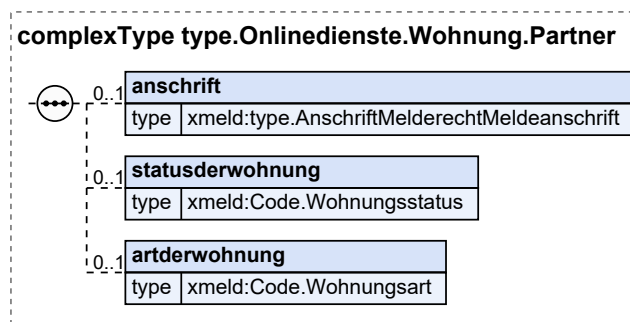 complexType type.Onlinedienste.Wohnung.Partner
0..1 anschrift
type xmeld:type.AnschriftMelderechtMeldeanschrift
0..1 statusderwohnung
type xmeld:Code.Wohnungsstatus
0..1 artderwohnung
type xmeld:Code.Wohnungsart